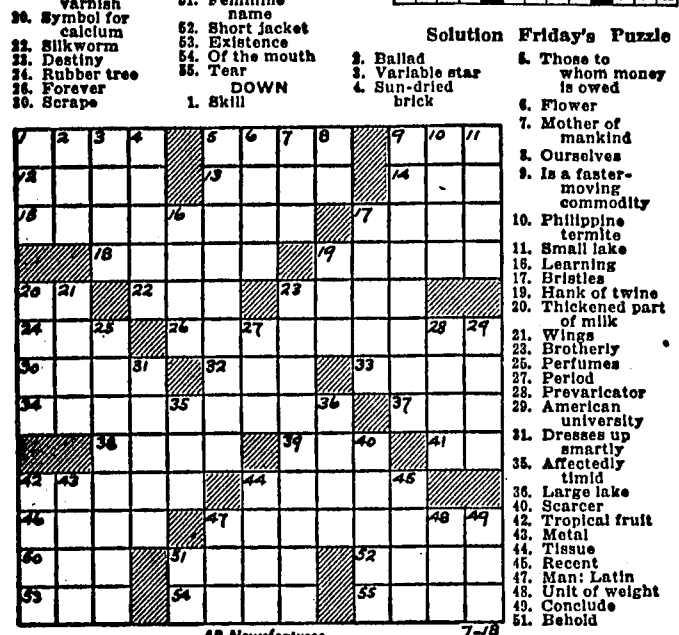 varnish
20. Symbol for
calcium
22. Silkworm
23. Destiny
24. Rubber tree
26. Forever
30. Scrape
51. Feminine
name
52. Short jacket
53. Existence
54. Of the mouth
55. Tear
DOWN
1. Skill
Solution Friday's Puzzle
2. Ballad
3. Variable star
4. Sun-dried
brick
5. Those to
whom money
is owed
6. Flower
7. Mother of
mankind
8. Ourselves
9. Is a faster-
moving
commodity
10. Philippine
termite
11. Small lake
16. Learning
17. Bristles
19. Hank of twine
20. Thickened part
of milk
21. Wings
23. Brotherly
25. Perfumes
27. Period
28. Prevaricator
29. American
university
31. Dresses up
smartly
35. Affectedly
timid
36. Large lake
40. Scarcer
42. Tropical fruit
43. Metal
44. Tissue
45. Recent
47. Man: Latin
48. Unit of weight
49. Conclude
51. Behold
1 2 3 4 5 6 7 8 9 10 11
12 13 14
15 16 17
18 19
20 21 22 23
24 25 26 27 28 29
30 31 32 33
34 35 36 37
38 39 40 41
42 43 44 45
46 47 48 49
50 51 52
53 54 55
AP Newsfeatures 7-18